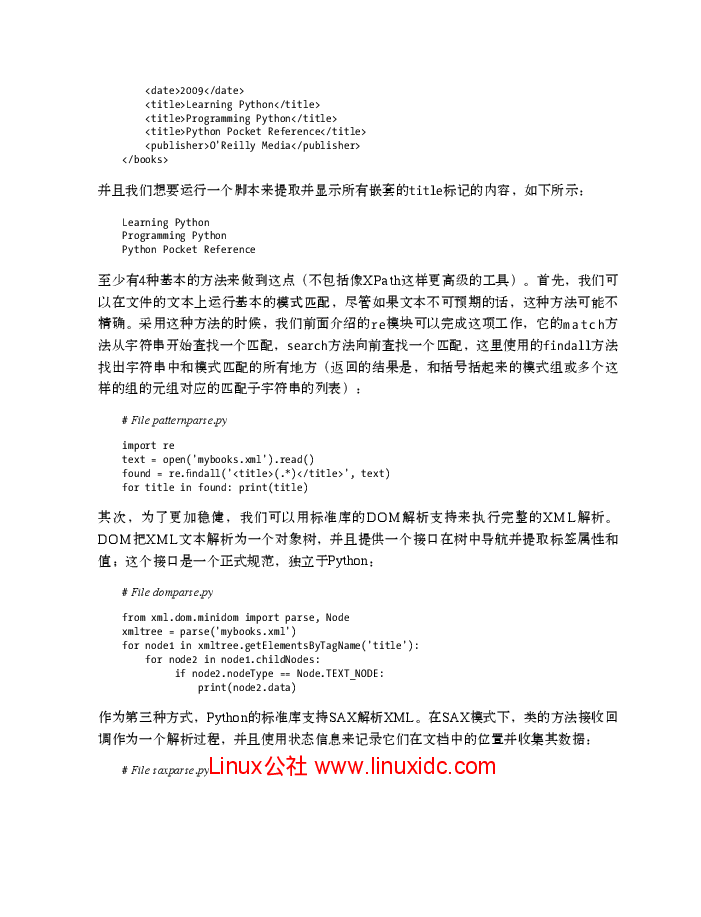 <date>2009</date>
<title>Learning Python</title>
<title>Programming Python</title>
<title>Python Pocket Reference</title>
<publisher>O'Reilly Media</publisher>
</books>
并且我们想要运行一个脚本来提取并显示所有嵌套的title标记的内容，如下所示：
Learning Python
Programming Python
Python Pocket Reference
至少有4种基本的方法来做到这点（不包括像XPath这样更高级的工具）。首先，我们可
以在文件的文本上运行基本的模式匹配，尽管如果文本不可预期的话，这种方法可能不
精确。采用这种方法的时候，我们前面介绍的re模块可以完成这项工作，它的match方
法从字符串开始查找一个匹配，search方法向前查找一个匹配，这里使用的findall方法
找出字符串中和模式匹配的所有地方（返回的结果是，和括号括起来的模式组或多个这
样的组的元组对应的匹配子字符串的列表）：
# File patternparse.py
import re
text = open('mybooks.xml').read()
found = re.findall('<title>(.*)</title>', text)
for title in found: print(title)
其次，为了更加稳健，我们可以用标准库的DOM解析支持来执行完整的XML解析。
DOM把XML文本解析为一个对象树，并且提供一个接口在树中导航并提取标签属性和
值；这个接口是一个正式规范，独立于Python：
# File domparse.py
from xml.dom.minidom import parse, Node
xmltree = parse('mybooks.xml')
for node1 in xmltree.getElementsByTagName('title'):
for node2 in node1.childNodes:
if node2.nodeType == Node.TEXT_NODE:
print(node2.data)
作为第三种方式，Python的标准库支持SAX解析XML。在SAX模式下，类的方法接收回
调作为一个解析过程，并且使用状态信息来记录它们在文档中的位置并收集其数据：
# File saxparse.pyLinux公社 www.linuxidc.com